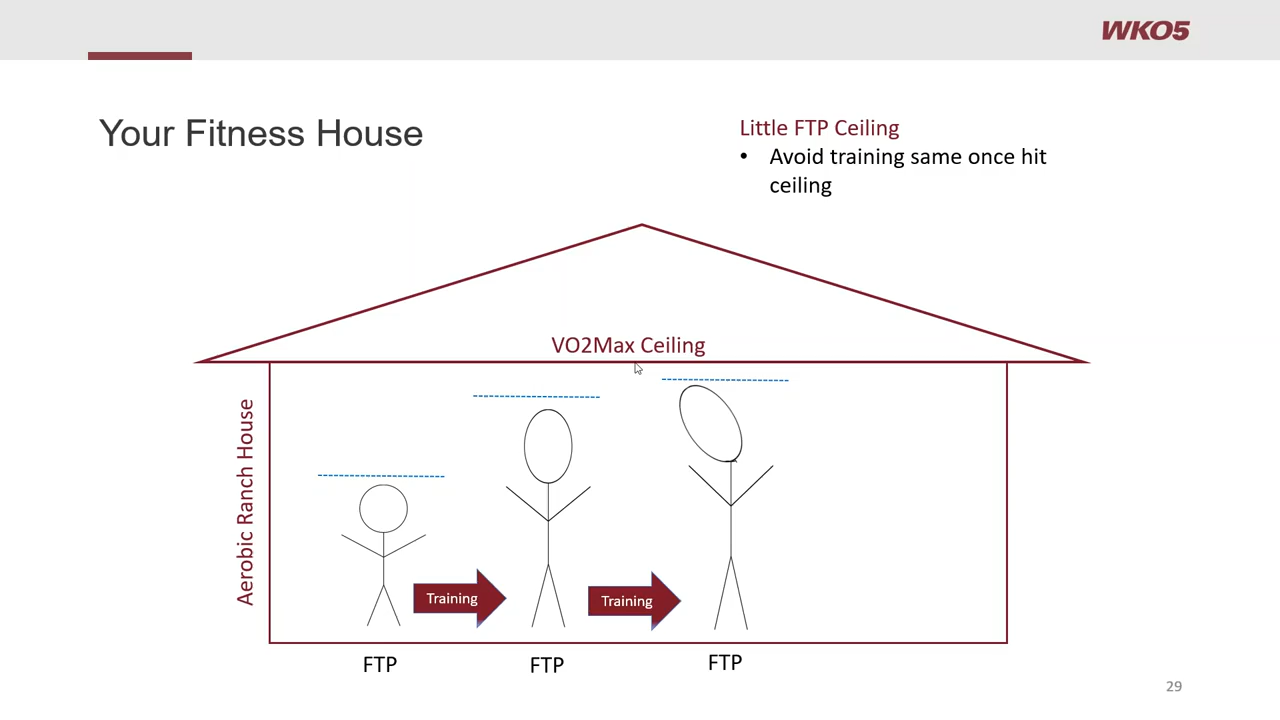 WKO5
Your Fitness House
Little FTP Ceiling
• Avoid training same once hit
ceiling
VO2Max Ceiling
Aerobic Ranch House
Training
Training
FTP
FTP
FTP
29